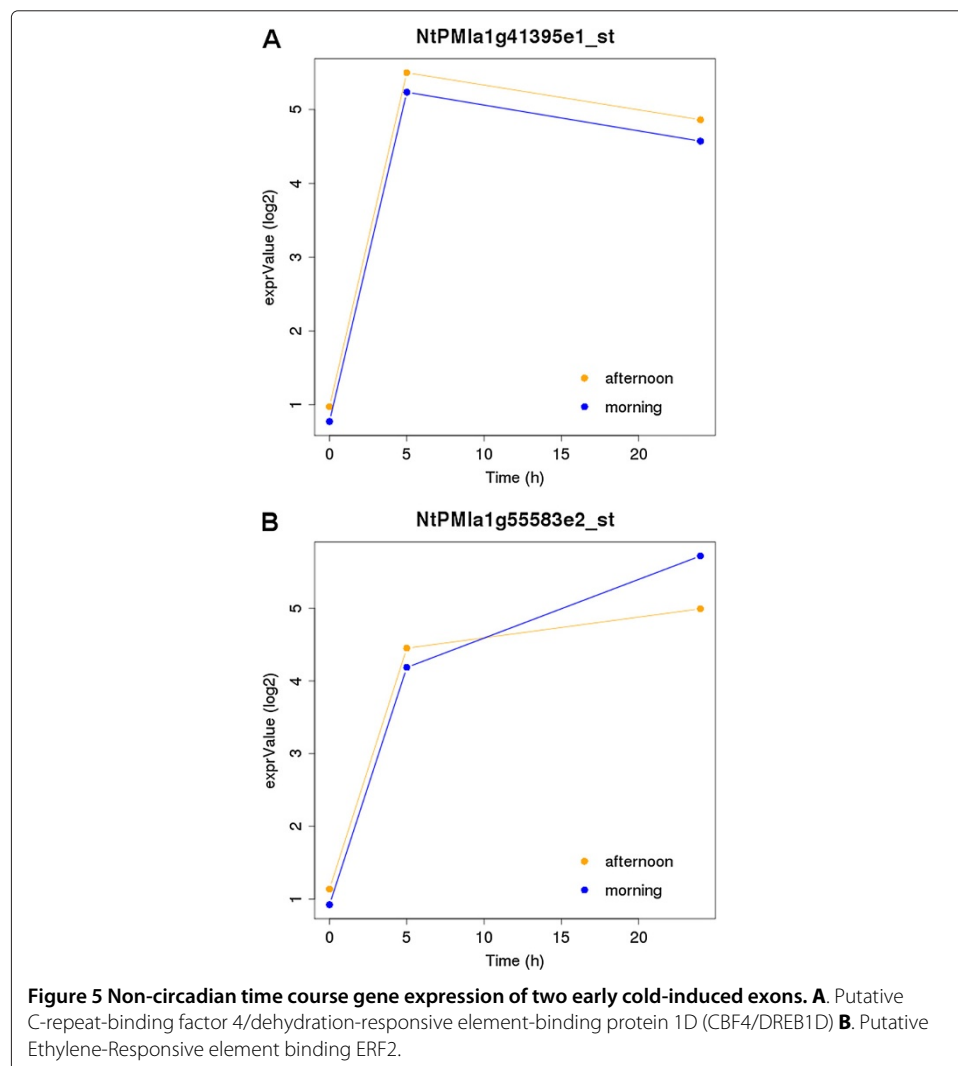 A
NtPMIa1g41395e1_st
exprValue (log2)
5
4
3
2
1
afternoon
morning
0 5 10 15 20
Time (h)
B
NtPMIa1g55583e2_st
exprValue (log2)
5
4
3
2
1
afternoon
morning
0 5 10 15 20
Time (h)
Figure 5 Non-circadian time course gene expression of two early cold-induced exons. A. Putative
C-repeat-binding factor 4/dehydration-responsive element-binding protein 1D (CBF4/DREB1D) B. Putative
Ethylene-Responsive element binding ERF2.